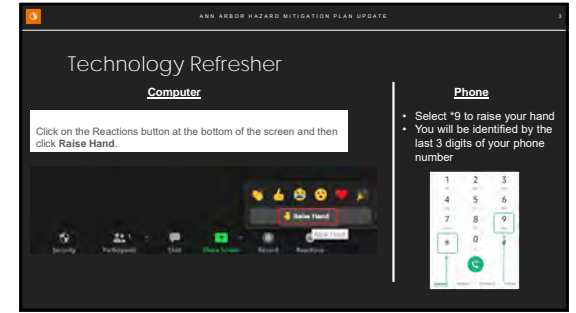 ANN ARBOR HAZARD MITIGATION PLAN UPDATE
3
Technology Refresher
Computer
Click on the Reactions button at the bottom of the screen and then
click Raise Hand.
Raise Hand
Raise Hand
Security
Participants
1
Chat
Share Screen
Record
Reactions
Phone
• Select *9 to raise your hand
• You will be identified by the
last 3 digits of your phone
number
1 2 3
4 5 6
7 8 9
* 0 #